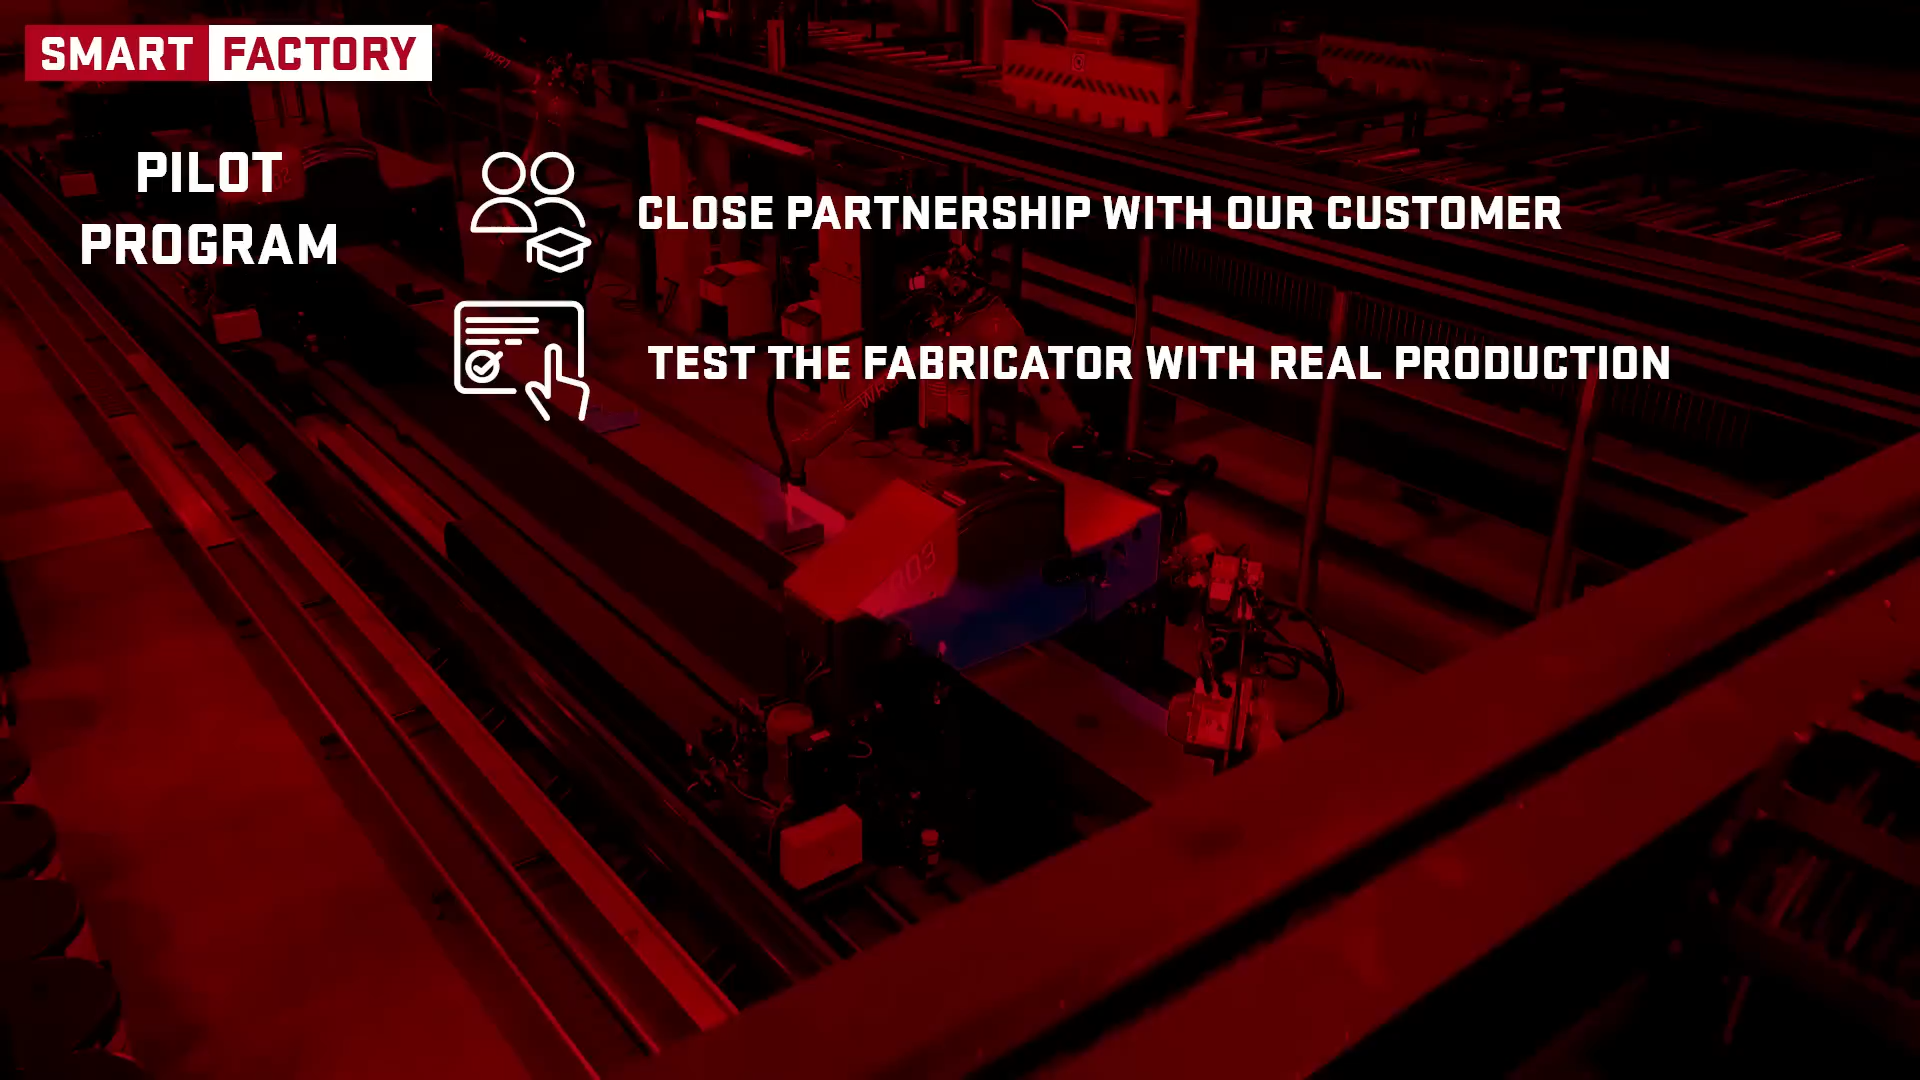 SMART FACTORY
PILOT
PROGRAM
CLOSE PARTNERSHIP WITH OUR CUSTOMER
TEST THE FABRICATOR WITH REAL PRODUCTION